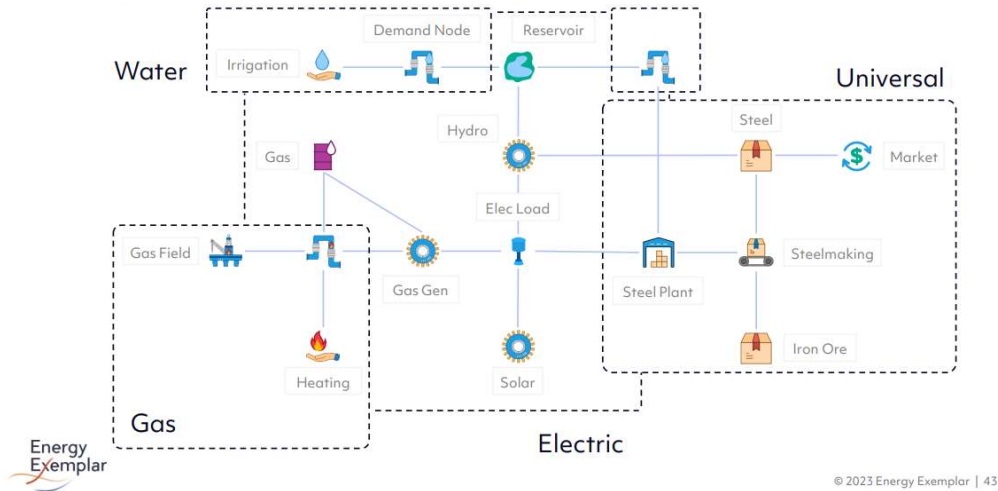 Demand Node
Reservoir
Irrigation
Water
Universal
Steel
Hydro
Gas
Market
Elec Load
Gas Field
Steelmaking
Gas Gen
Steel Plant
Iron Ore
Heating
Solar
Gas
Electric
Energy
Exemplar
© 2023 Energy Exemplar | 43